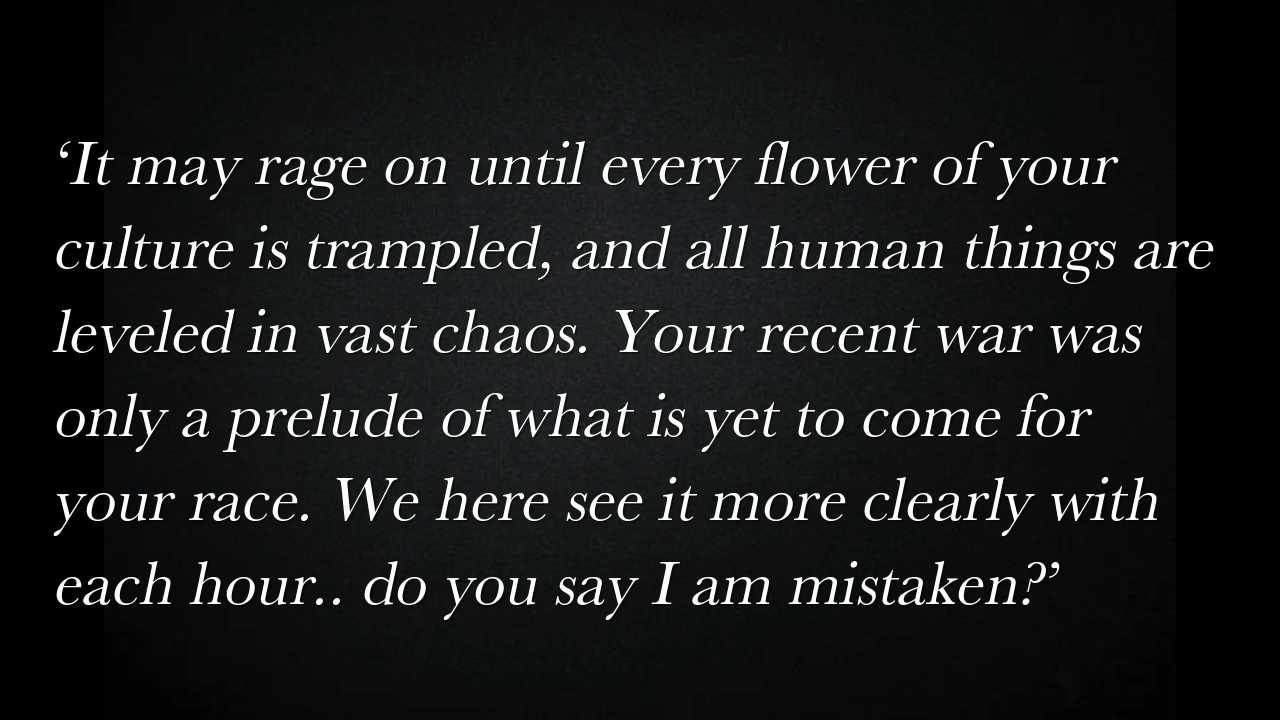 ‘It may rage on until every flower of your
culture is trampled, and all human things are
leveled in vast chaos. Your recent war was
only a prelude of what is yet to come for
your race. We here see it more clearly with
each hour.. do you say I am mistaken?’